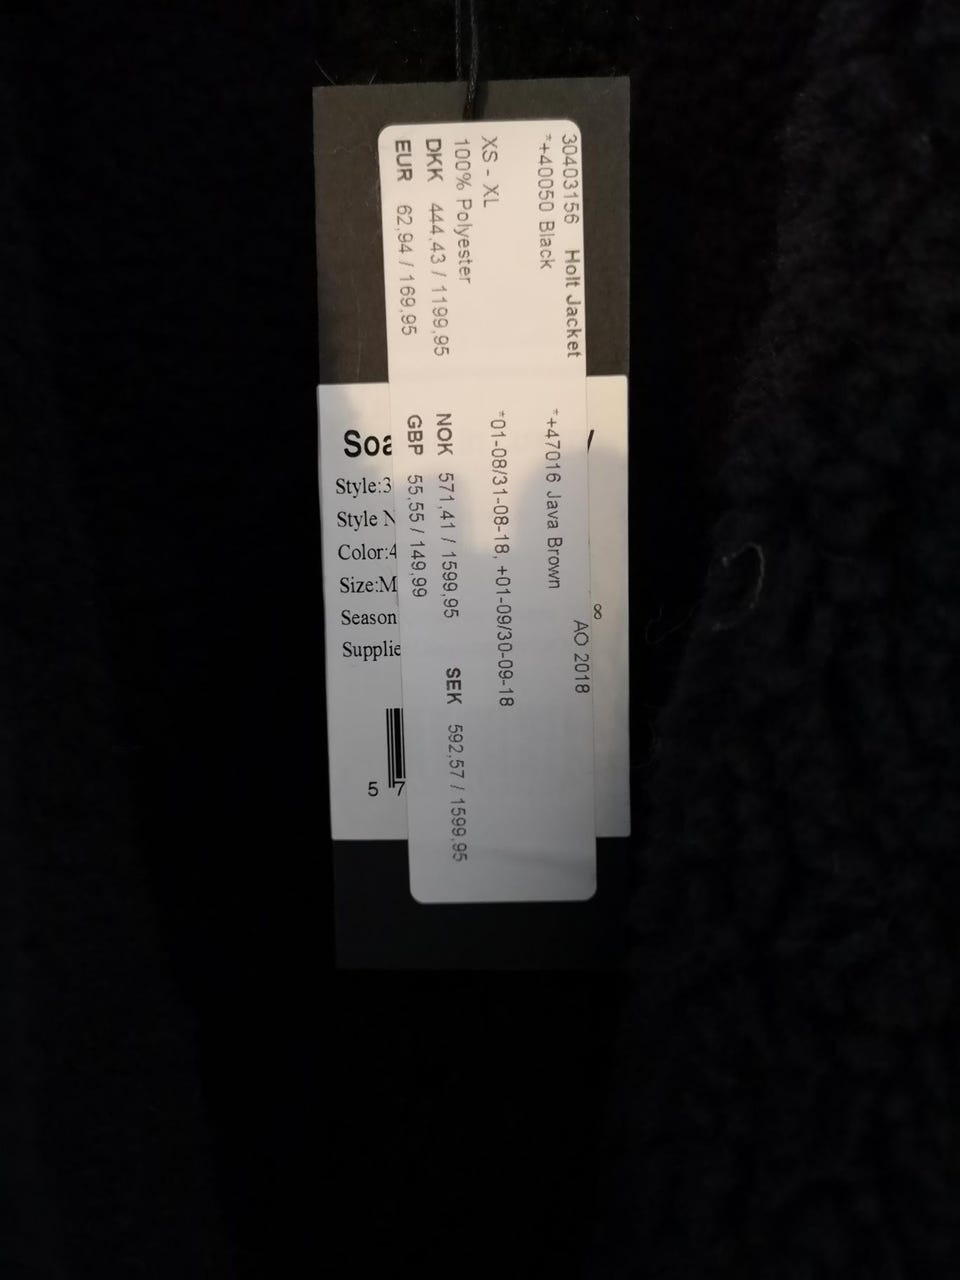 30403156 Holt Jacket
AO 2018
*+40050 Black
*+47016 Java Brown
XS - XL
*01-08/31-08-18, +01-09/30-09-18
100% Polyester
DKK 444,43 / 1199,95
NOK 571,41 / 1599,95
SEK 592,57 / 1599,95
EUR 62,94 / 169,95
GBP 55,55 / 149,99
Soa
Style:3
Style N
Color:4
Size:M
Season
Supplie
5 7